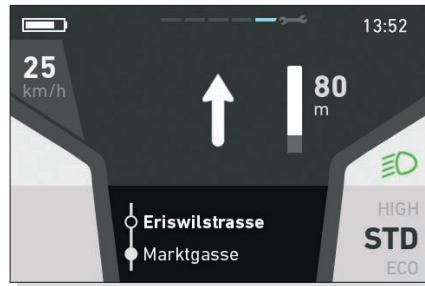 13:52
25
km/h
80
m
Eriswilstrasse
Marktgasse
HIGH
STD
ECO